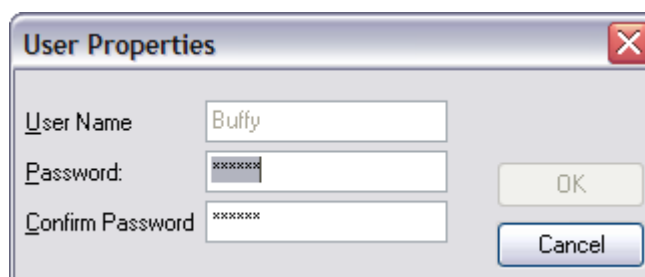 User Properties
User Name
Buffy
Password:
******
OK
Confirm Password
******
Cancel